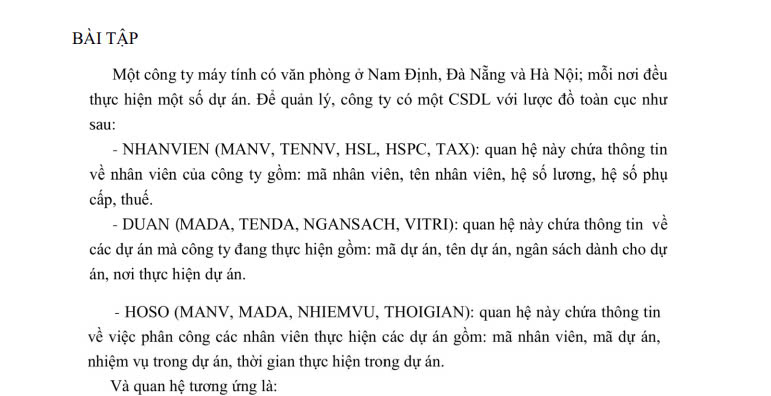 BÀI TẬP
Một công ty máy tính có văn phòng ở Nam Định, Đà Nẵng và Hà Nội; mỗi nơi đều
thực hiện một số dự án. Để quản lý, công ty có một CSDL với lược đồ toàn cục như
sau:
- NHANVIEN (MANV, TENNV, HSL, HSPC, TAX): quan hệ này chứa thông tin
về nhân viên của công ty gồm: mã nhân viên, tên nhân viên, hệ số lương, hệ số phụ
cấp, thuế.
- DUAN (MADA, TENDA, NGANSACH, VITRI): quan hệ này chứa thông tin về
các dự án mà công ty đang thực hiện gồm: mã dự án, tên dự án, ngân sách dành cho dự
án, nơi thực hiện dự án.
- HOSO (MANV, MADA, NHIEMVU, THOIGIAN): quan hệ này chứa thông tin
về việc phân công các nhân viên thực hiện các dự án gồm: mã nhân viên, mã dự án,
nhiệm vụ trong dự án, thời gian thực hiện trong dự án.
Và quan hệ tương ứng là: